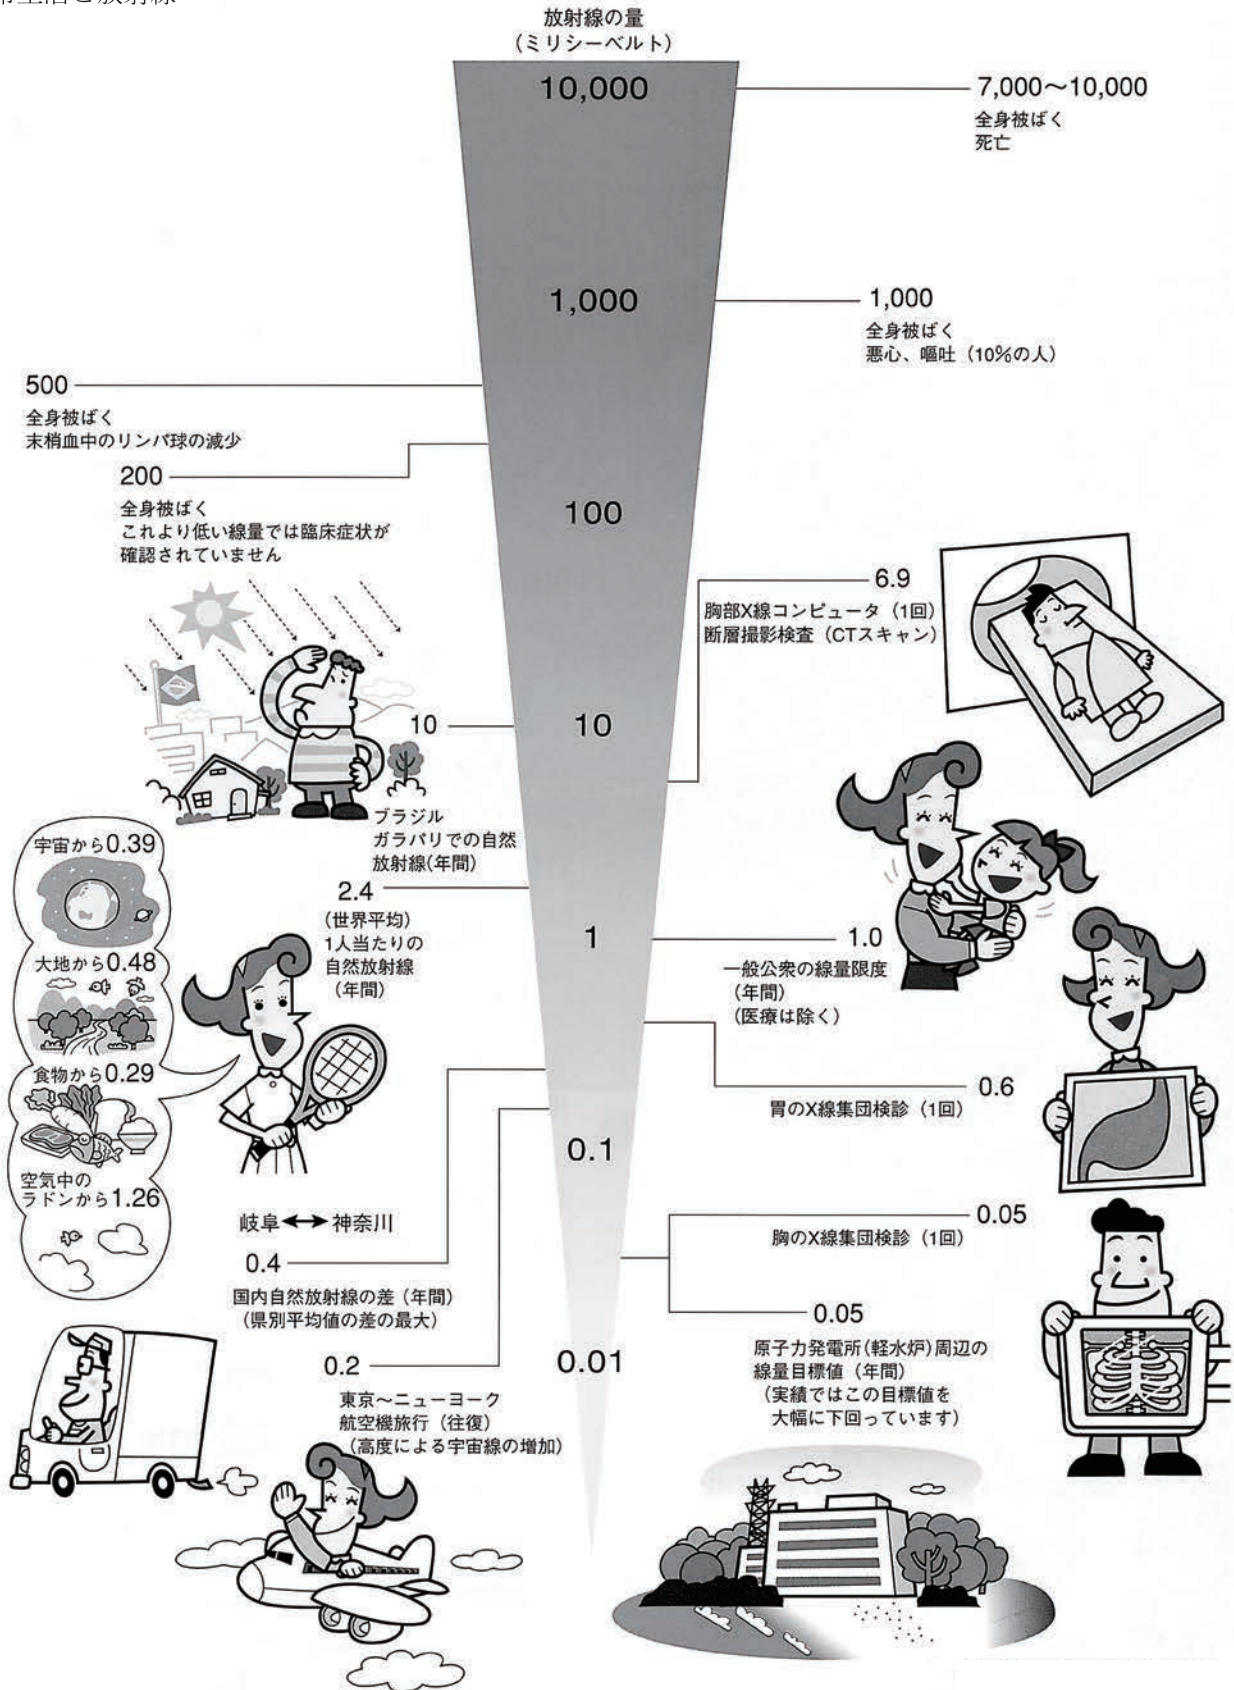 常生活と放射線
放射線の量
(ミリシーベルト)
10,000
7,000～10,000
全身被ばく
死亡
1,000
1,000
全身被ばく
悪心、嘔吐（10%の人）
500
全身被ばく
末梢血中のリンパ球の減少
200
全身被ばく
これより低い線量では臨床症状が
確認されていません
100
6.9
胸部X線コンピュータ（1回）
断層撮影検査（CTスキャン）
10
10
ブラジル
ガラパリでの自然
放射線(年間)
宇宙から0.39
大地から0.48
食物から0.29
空気中の
ラドンから1.26
2.4
(世界平均)
1人当たりの
自然放射線
（年間）
1
1.0
一般公衆の線量限度
（年間）
（医療は除く）
0.6
胃のX線集団検診（1回）
0.1
岐阜⟷神奈川
0.4
国内自然放射線の差（年間）
（県別平均値の差の最大）
0.05
胸のX線集団検診（1回）
0.05
原子力発電所(軽水炉)周辺の
線量目標値（年間）
（実績ではこの目標値を
大幅に下回っています）
0.01
0.2
東京～ニューヨーク
航空機旅行（往復）
（高度による宇宙線の増加）